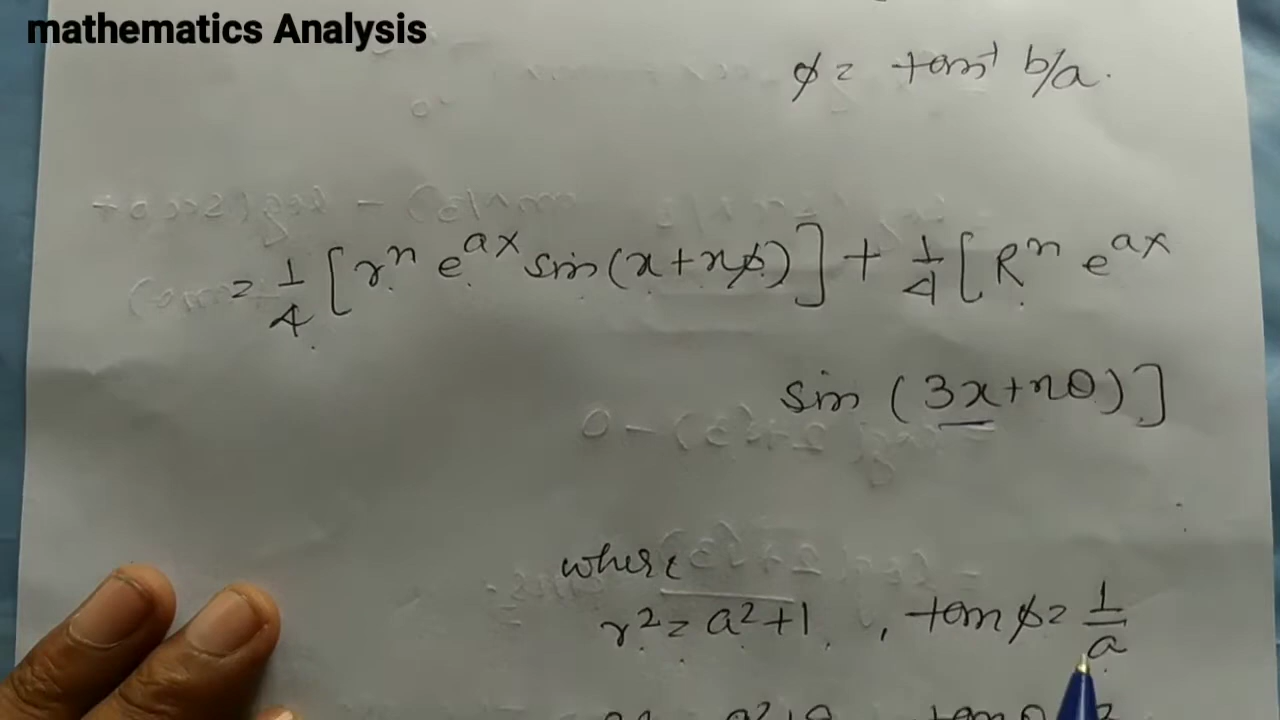 mathematics Analysis
φ = tan⁻¹ b/a.
= 1/4 [rⁿ e^{ax} sin(x+nφ)] + 1/4 [Rⁿ e^{ax}
sin (3x+nθ)]
where
r² = a²+1, , tan φ = 1/a